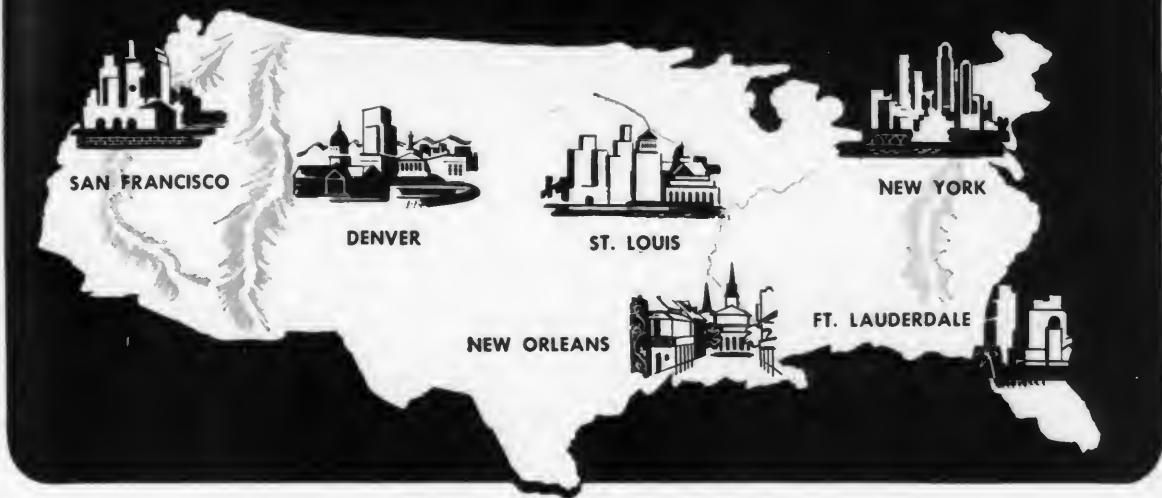 SAN FRANCISCO
DENVER
ST. LOUIS
NEW YORK
NEW ORLEANS
FT. LAUDERDALE